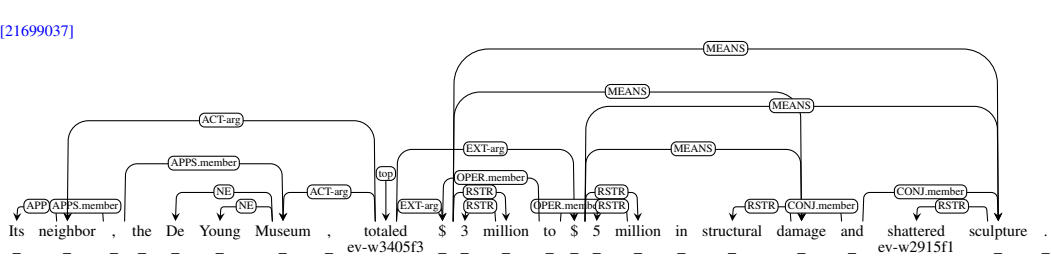 [21699037]
MEANS
MEANS
MEANS
ACT-arg
EXT-arg MEANS
APPS.member
top
OPER.member
NE ACT-arg RSTR RSTR
APP APPS.member NE EXT-arg RSTR OPER.member RSTR RSTR CONJ.member CONJ.member RSTR
Its neighbor , the De Young Museum , totaled $ 3 million to $ 5 million in structural damage and shattered sculpture .
ev-w3405f3 ev-w2915f1
_ _ _ _ _ _ _ _ _ _ _ _ _ _ _ _ _ _ _ _ _ _